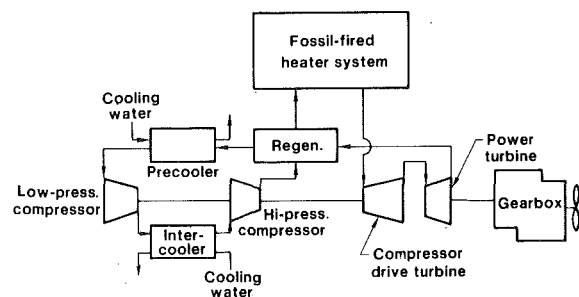 Fossil-fired
heater system
Cooling
water
Regen.
Precooler
Power
turbine
Low-press.
compressor
Hi-press.
compressor
Gearbox
Inter-
cooler
Compressor
drive turbine
Cooling
water